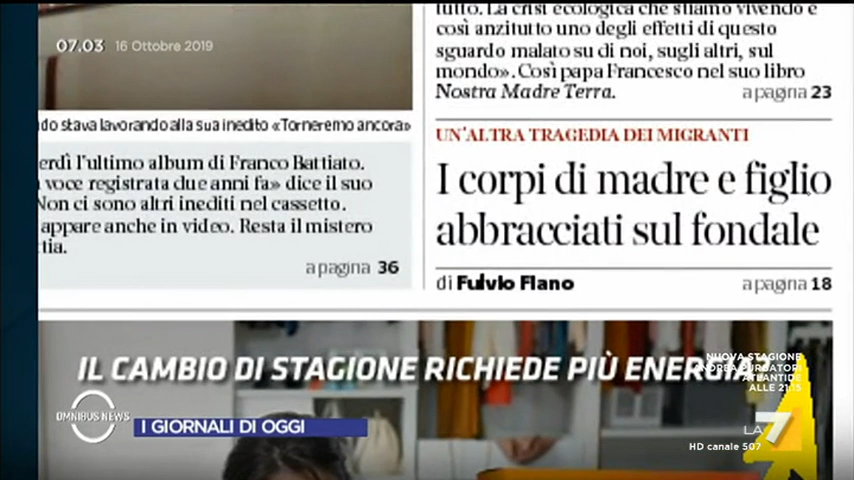 07.03 16 Ottobre 2019
tutto. La crisi ecologica che stiamo vivendo è
così anzitutto uno degli effetti di questo
sguardo malato su di noi, sugli altri, sul
mondo». Così papa Francesco nel suo libro
Nostra Madre Terra.
a pagina 23
do stava lavorando alla sua inedito «Torneremo ancora»
erdì l'ultimo album di Franco Battiato.
voce registrata due anni fa» dice il suo
Non ci sono altri inediti nel cassetto.
appare anche in video. Resta il mistero
tia.
a pagina 36
UN'ALTRA TRAGEDIA DEI MIGRANTI
I corpi di madre e figlio
abbracciati sul fondale
di Fulvio Fiano
a pagina 18
IL CAMBIO DI STAGIONE RICHIEDE PIÙ ENERGIA?
NUOVA STAGIONE
ANDREA PURGATORI
ATLANTIDE
ALLE 21:15
OMNIBUS NEWS
I GIORNALI DI OGGI
LA7
HD canale 507